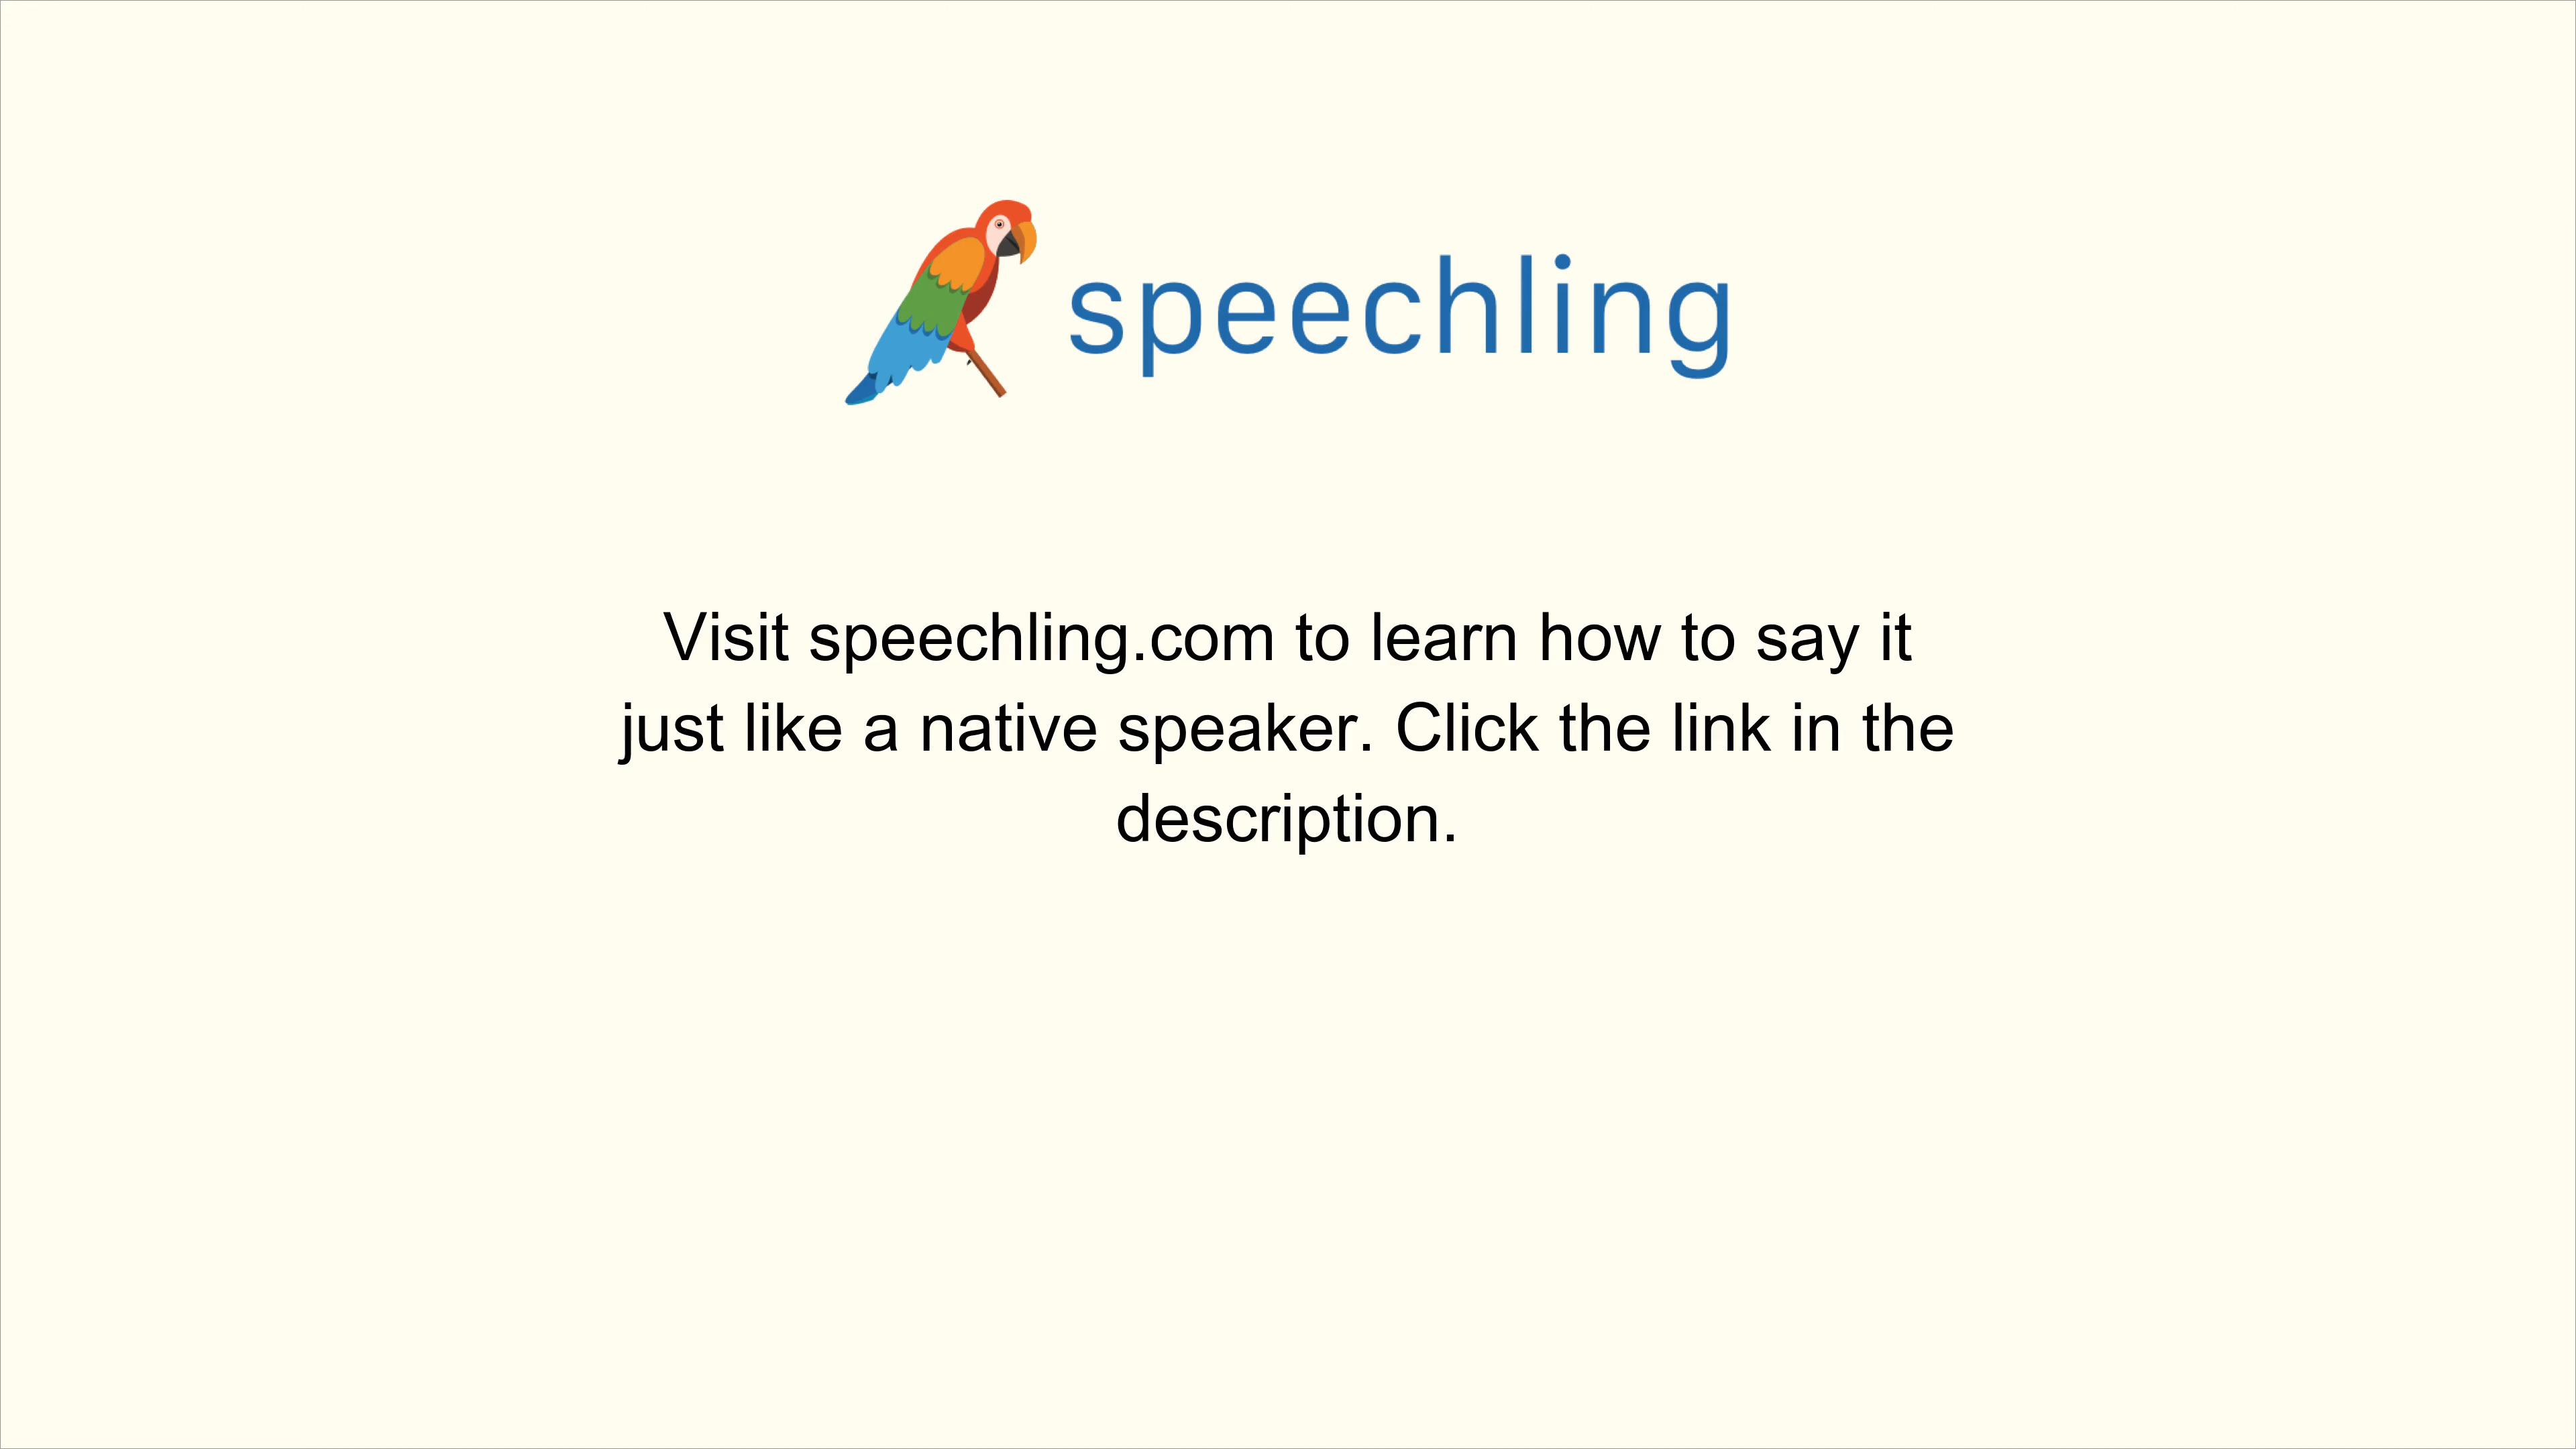 speechling
Visit speechling.com to learn how to say it
just like a native speaker. Click the link in the
description.